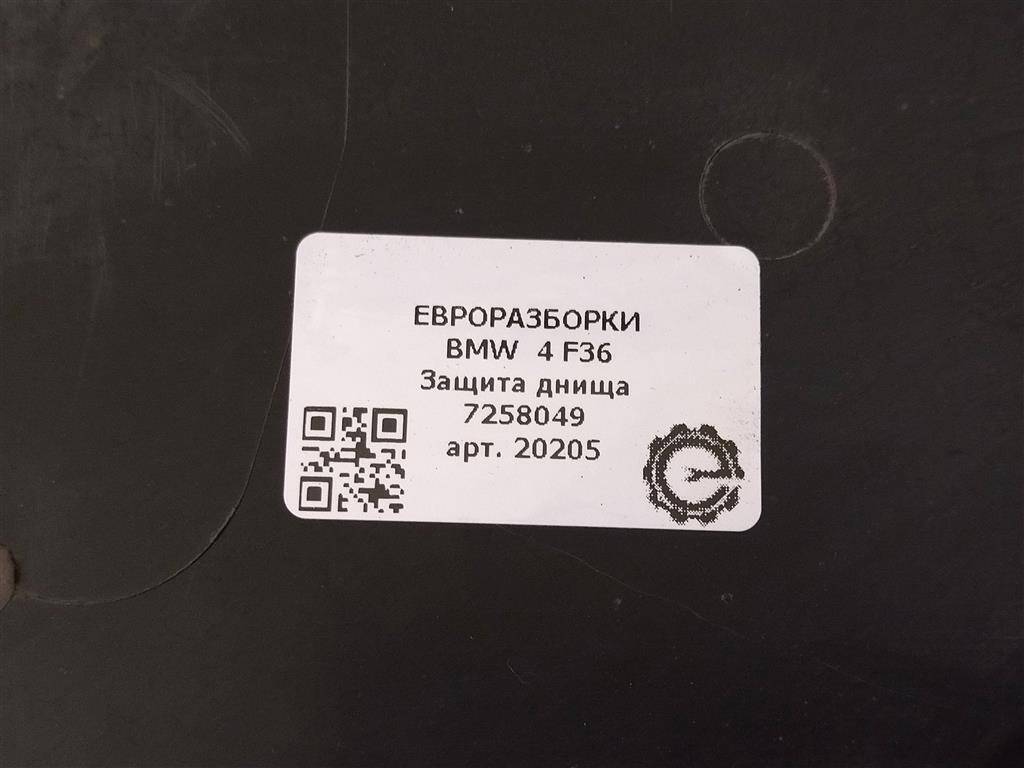 ЕВРОРАЗБОРКИ
BMW 4 F36
Защита днища
7258049
арт. 20205